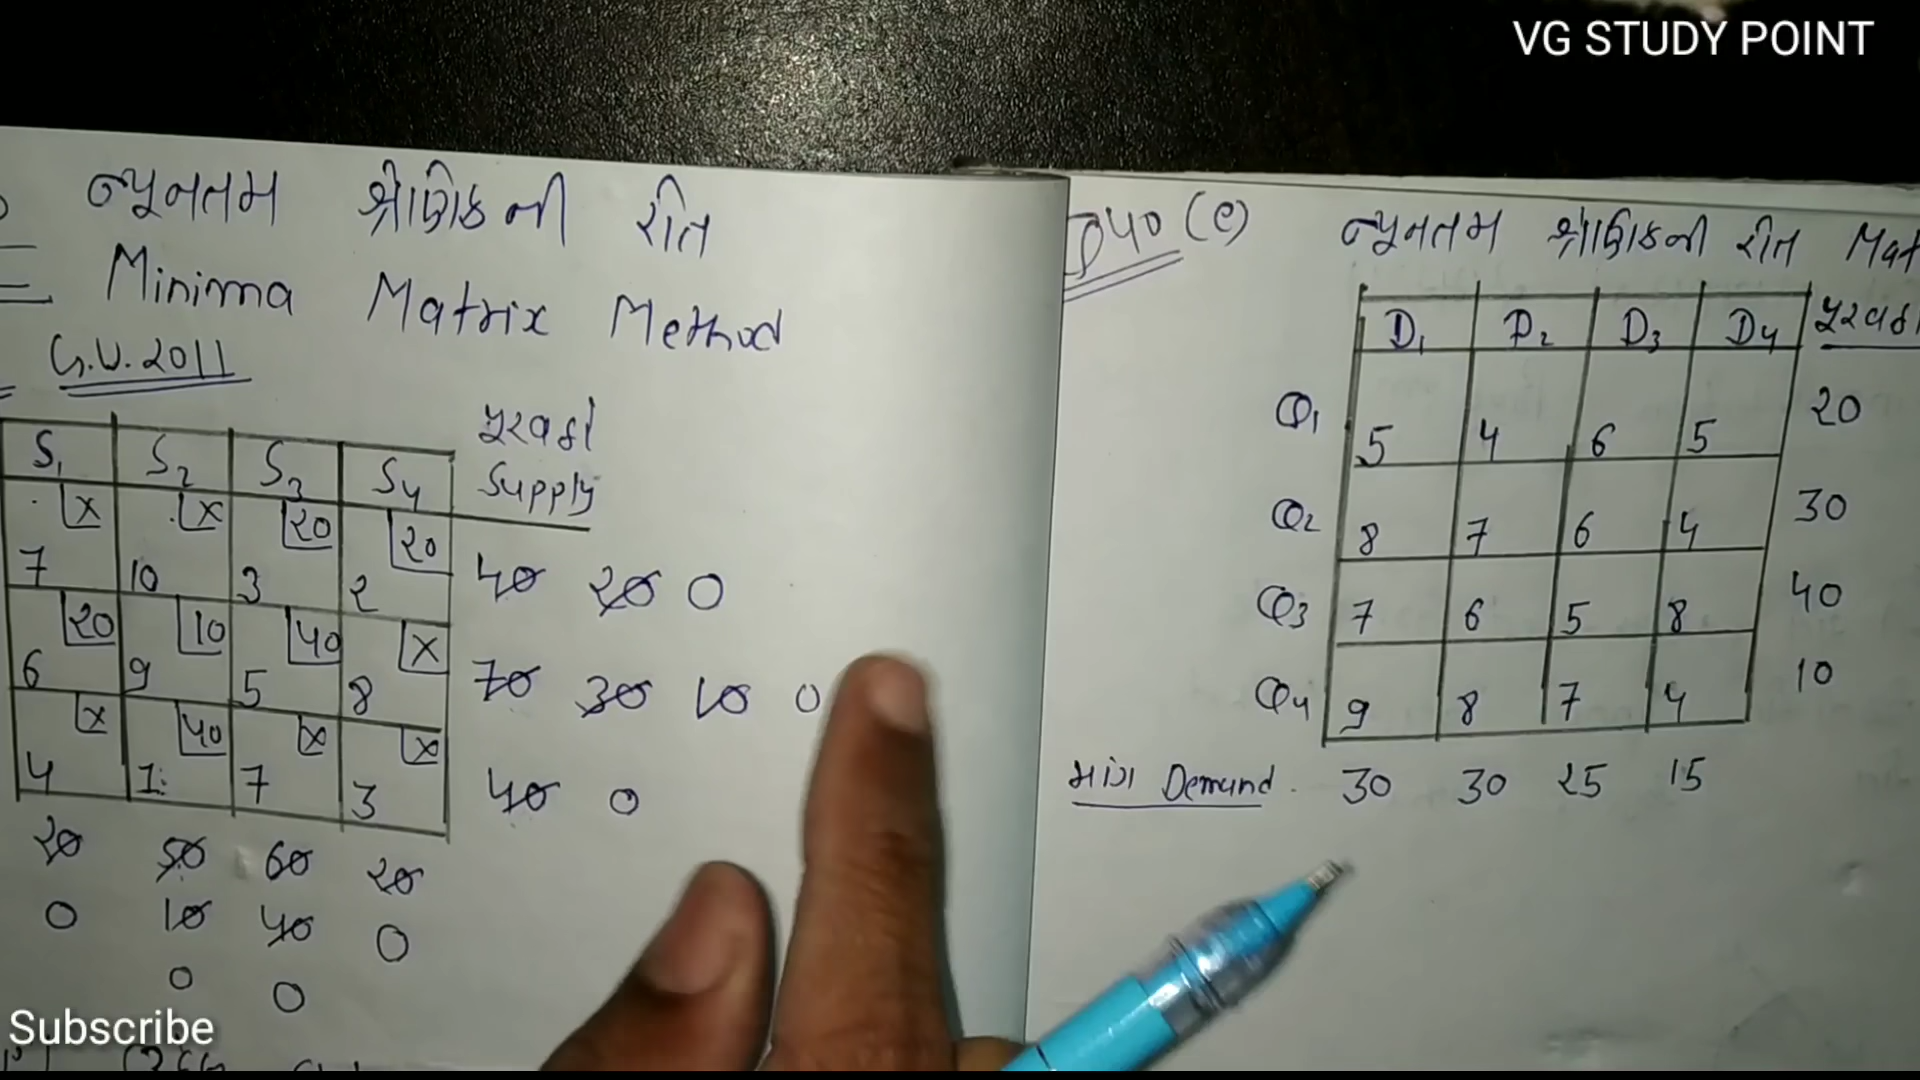 VG STUDY POINT
ન્યૂનતમ શ્રેણિકની રીત
Minima Matrix Method
G.U. 2011
S1 S2 S3 S4 પુરવઠો Supply
x x 20 20
7 10 3 2 40 20 0
20 10 40 x
6 9 5 8 70 30 10 0
x 40 x x
4 1 7 3 40 0
20 50 60 20
0 10 40 0
0 0
ન્યૂનતમ શ્રેણિકની રીત Mat
D1 D2 D3 D4
O1 5 4 6 5 20
O2 8 7 6 4 30
O3 7 6 5 8 40
O4 9 8 7 4 10
માંગ Demand. 30 30 25 15
Subscribe